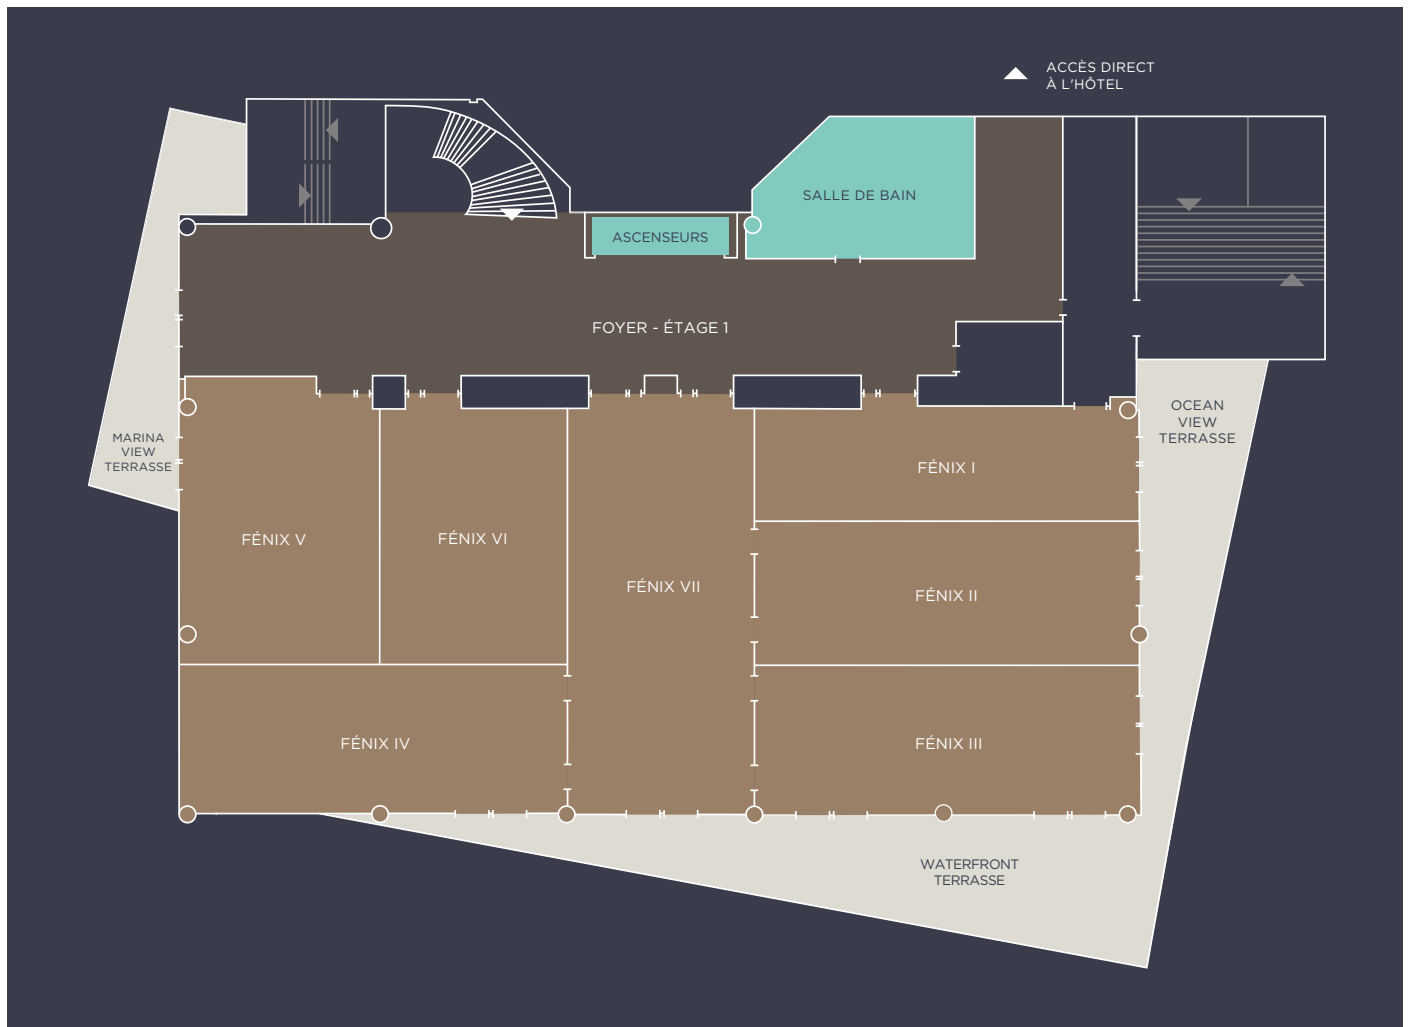 ACCÈS DIRECT
À L'HÔTEL
SALLE DE BAIN
ASCENSEURS
FOYER - ÉTAGE 1
MARINA
VIEW
TERRASSE
OCEAN
VIEW
TERRASSE
FÉNIX I
FÉNIX V
FÉNIX VI
FÉNIX VII
FÉNIX II
FÉNIX IV
FÉNIX III
WATERFRONT
TERRASSE